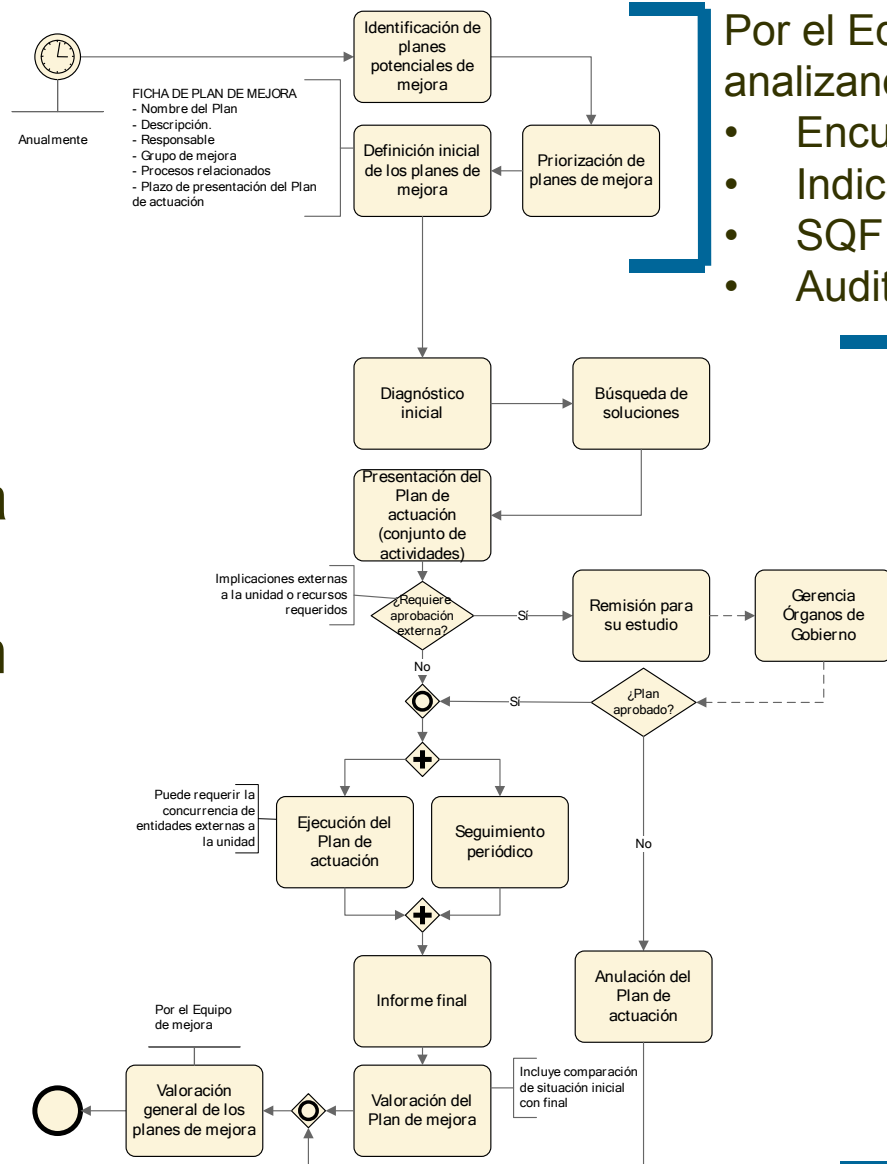 Identificación de
planes
potenciales de
mejora
Por el Eq
analizand
• Encu
• Indic
• SQF
• Audit
Anualmente
FICHA DE PLAN DE MEJORA
- Nombre del Plan
- Descripción.
- Responsable
- Grupo de mejora
- Procesos relacionados
- Plazo de presentación del Plan
de actuación
Definición inicial
de los planes de
mejora
Priorización de
planes de mejora
Diagnóstico
inicial
Búsqueda de
soluciones
a
n
Presentación del
Plan de
actuación
(conjunto de
actividades)
Implicaciones externas
a la unidad o recursos
requeridos
¿Requiere
aprobación
externa?
Sí
Remisión para
su estudio
Gerencia
Órganos de
Gobierno
No
Sí
¿Plan
aprobado?
Puede requerir la
concurrencia de
entidades externas a
la unidad
Ejecución del
Plan de
actuación
Seguimiento
periódico
No
Informe final
Anulación del
Plan de
actuación
Por el Equipo
de mejora
Valoración
general de los
planes de mejora
Valoración del
Plan de mejora
Incluye comparación
de situación inicial
con final